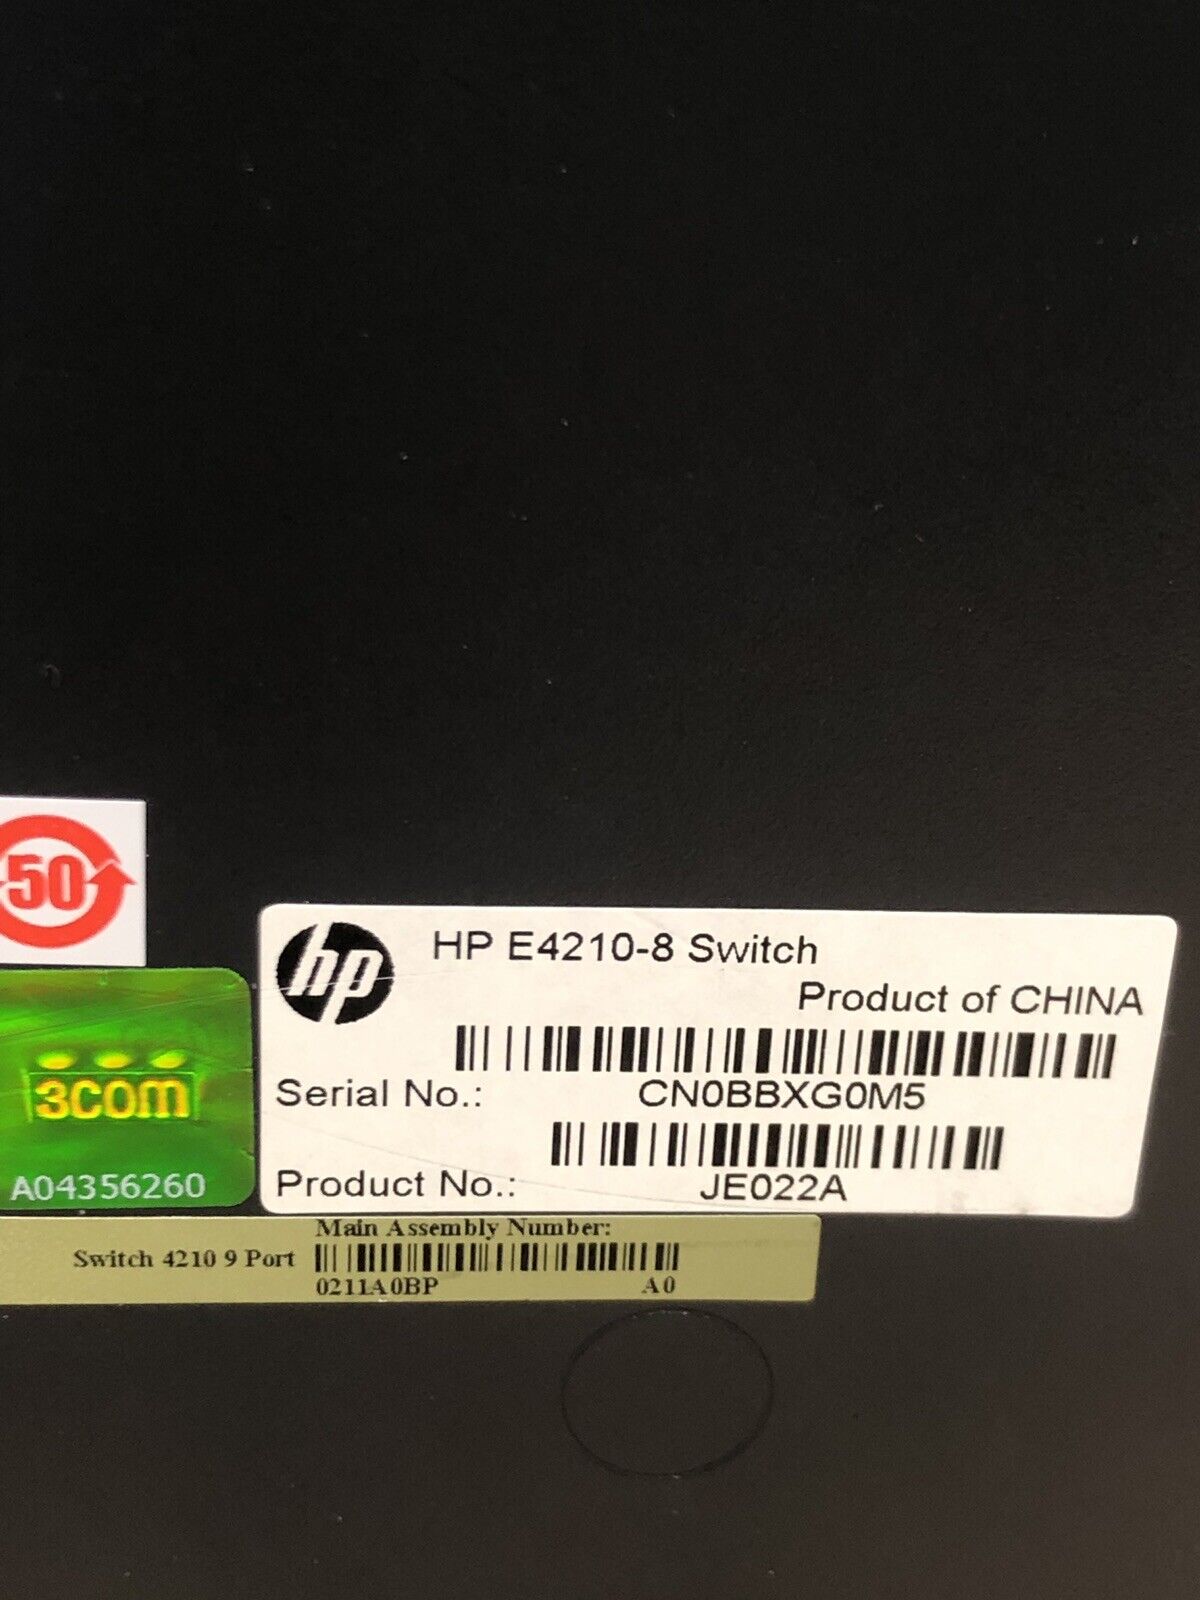 50
hp
HP E4210-8 Switch
Product of CHINA
Serial No.:
CN0BBXG0M5
Product No.:
JE022A
3com
A04356260
Main Assembly Number:
Switch 4210 9 Port
0211A0BP A0